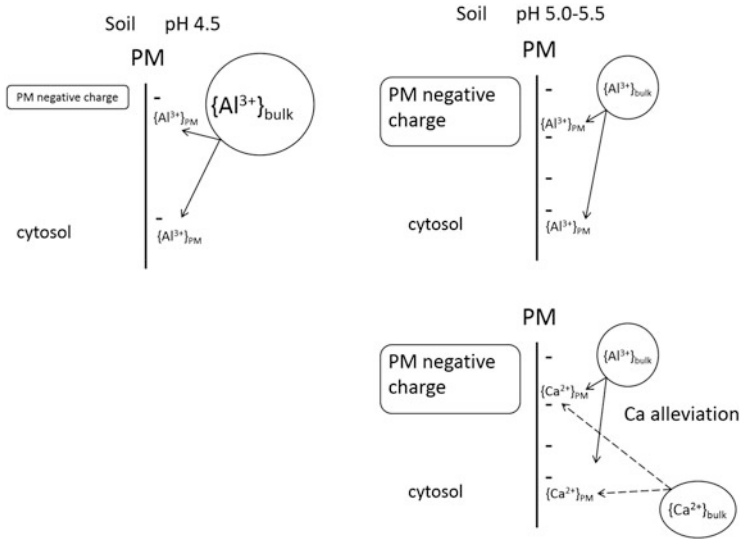 Soil pH 4.5
PM
PM negative charge
-
{Al³⁺}PM
{Al³⁺}bulk
-
cytosol
{Al³⁺}PM
Soil pH 5.0-5.5
PM
PM negative
charge
-
{Al³⁺}bulk
{Al³⁺}PM
-
-
-
cytosol
{Al³⁺}PM
PM
PM negative
charge
-
{Al³⁺}bulk
{Ca²⁺}PM
-
Ca alleviation
-
-
cytosol
{Ca²⁺}PM
{Ca²⁺}bulk